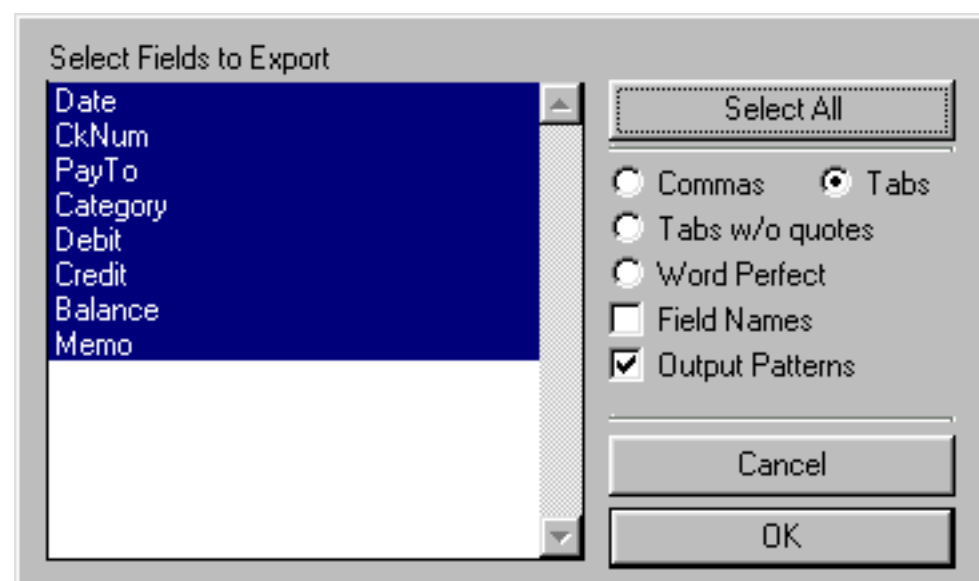 Select Fields to Export
Date
CkNum
PayTo
Category
Debit
Credit
Balance
Memo
Select All
Commas
Tabs
Tabs w/o quotes
Word Perfect
Field Names
Output Patterns
Cancel
OK